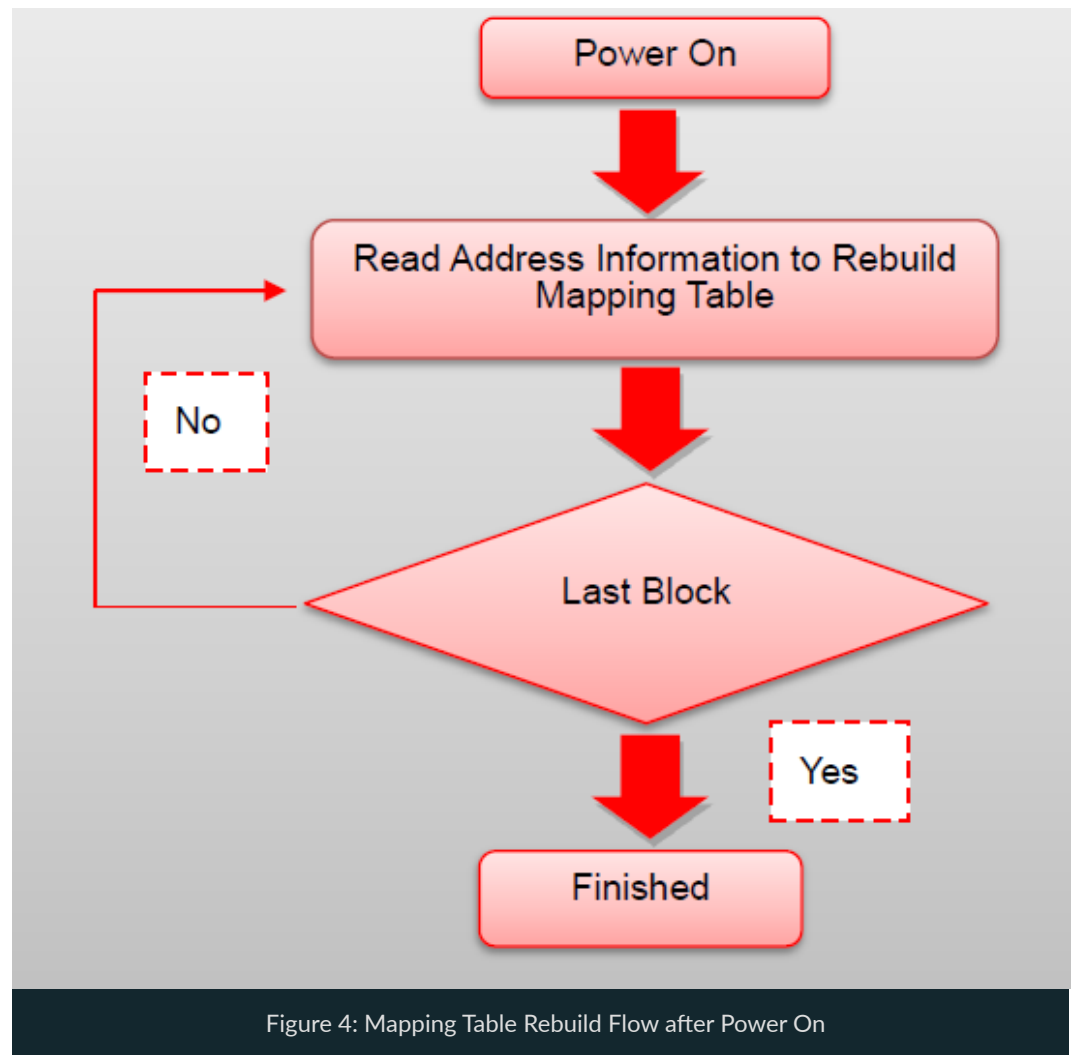 Power On
Read Address Information to Rebuild
Mapping Table
No
Last Block
Yes
Finished
Figure 4: Mapping Table Rebuild Flow after Power On